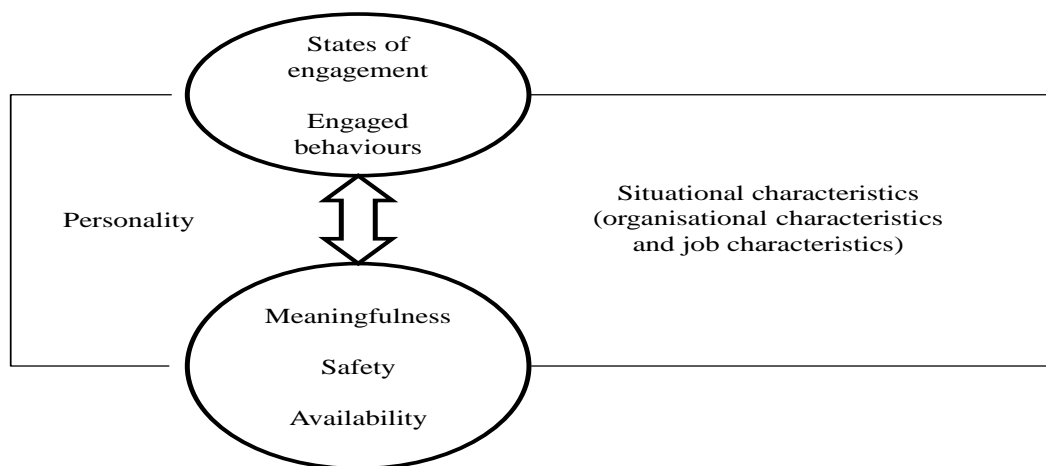 States of
engagement
Engaged
behaviours
Personality
Situational characteristics
(organisational characteristics
and job characteristics)
Meaningfulness
Safety
Availability